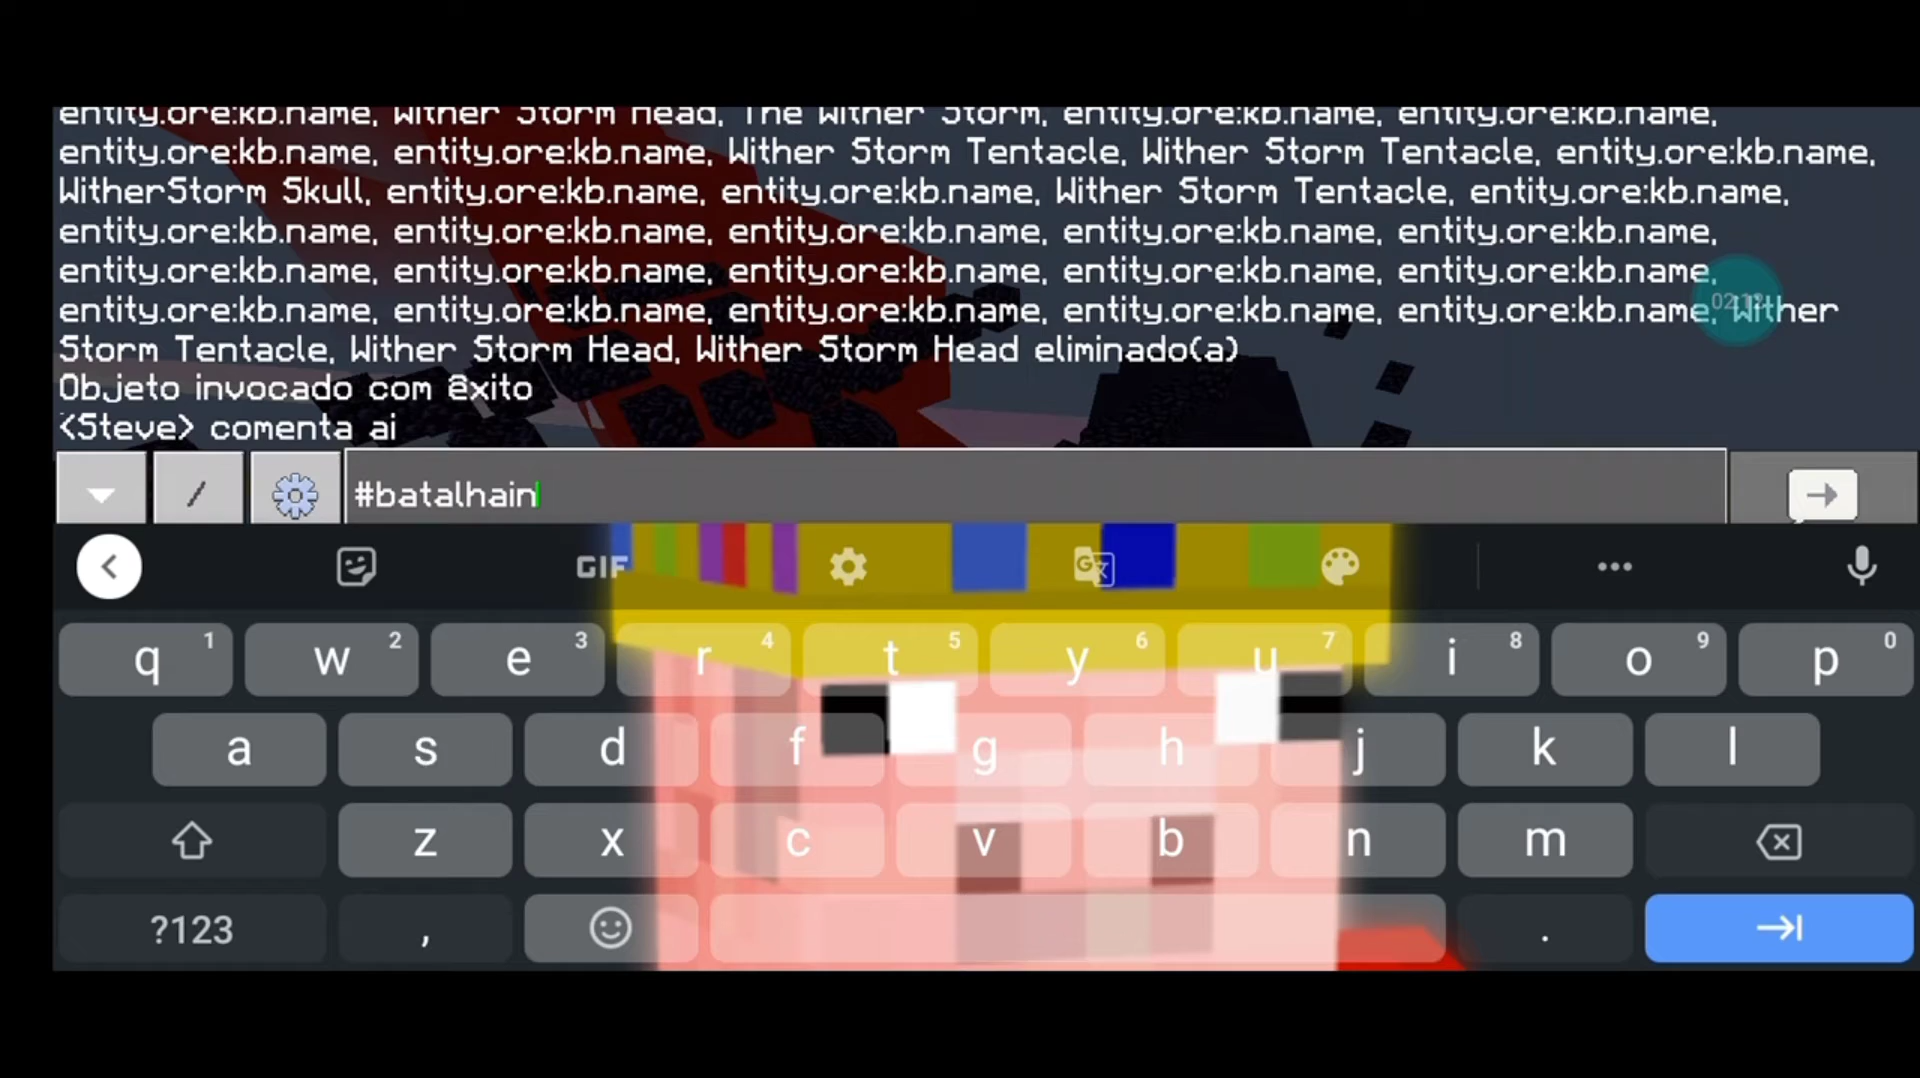 entity.ore:kb.name, Wither Storm Head, The Wither Storm, entity.ore:kb.name, entity.ore:kb.name,
entity.ore:kb.name, entity.ore:kb.name, Wither Storm Tentacle, Wither Storm Tentacle, entity.ore:kb.name,
WitherStorm Skull, entity.ore:kb.name, entity.ore:kb.name, Wither Storm Tentacle, entity.ore:kb.name,
entity.ore:kb.name, entity.ore:kb.name, entity.ore:kb.name, entity.ore:kb.name, entity.ore:kb.name,
entity.ore:kb.name, entity.ore:kb.name, entity.ore:kb.name, entity.ore:kb.name, entity.ore:kb.name,
entity.ore:kb.name, entity.ore:kb.name, entity.ore:kb.name, entity.ore:kb.name, entity.ore:kb.name, Wither
Storm Tentacle, Wither Storm Head, Wither Storm Head eliminado(a)
Objeto invocado com êxito
<Steve> comenta ai
/ #batalhain
GIF
q 1 w 2 e 3 r 4 t 5 y 6 u 7 i 8 o 9 p 0
a s d f g h j k l
z x c v b n m
?123 , .